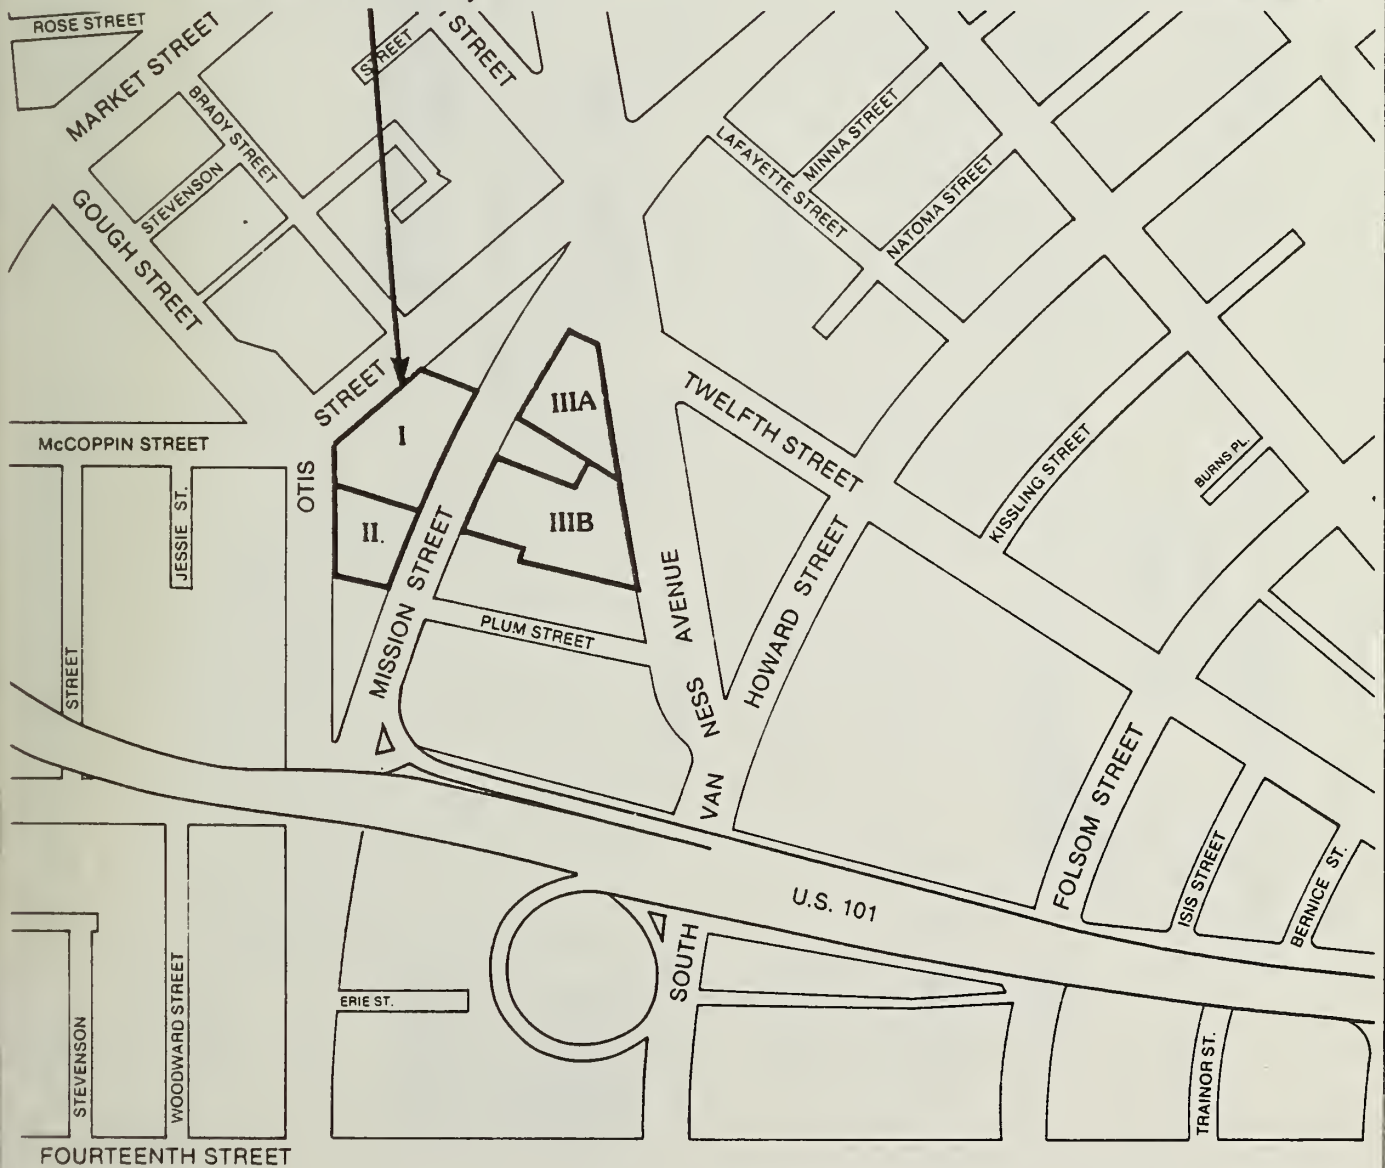 ROSE STREET
MARKET STREET
STREET
STREET
BRADY STREET
STEVENSON
GOUGH STREET
LAFAYETTE STREET
MINNA STREET
NATOMA STREET
STREET
McCOPPIN STREET
OTIS
JESSIE ST.
STREET
I
II.
IIIA
IIIB
MISSION STREET
PLUM STREET
TWELFTH STREET
HOWARD STREET
KISSLING STREET
BURNS PL.
AVENUE
NESS
VAN
SOUTH
FOLSOM STREET
ISIS STREET
BERNICE ST.
U.S. 101
ERIE ST.
STEVENSON
WOODWARD STREET
TRAINOR ST.
FOURTEENTH STREET